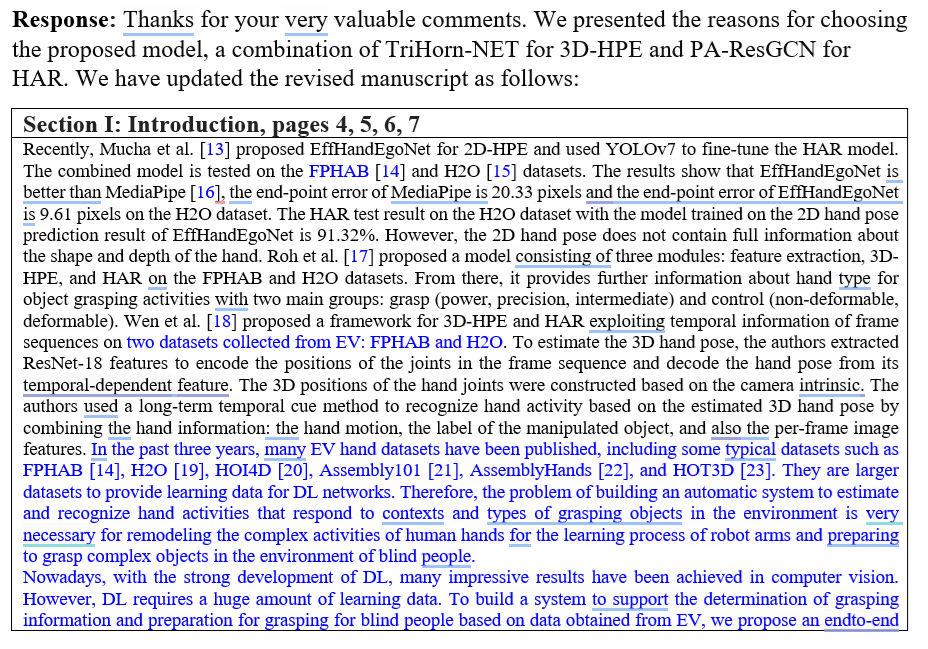 Response: Thanks for your very valuable comments. We presented the reasons for choosing
the proposed model, a combination of TriHorn-NET for 3D-HPE and PA-ResGCN for
HAR. We have updated the revised manuscript as follows:
Section I: Introduction, pages 4, 5, 6, 7
Recently, Mucha et al. [13] proposed EffHandEgoNet for 2D-HPE and used YOLOv7 to fine-tune the HAR model.
The combined model is tested on the FPHAB [14] and H2O [15] datasets. The results show that EffHandEgoNet is
better than MediaPipe [16], the end-point error of MediaPipe is 20.33 pixels and the end-point error of EffHandEgoNet
is 9.61 pixels on the H2O dataset. The HAR test result on the H2O dataset with the model trained on the 2D hand pose
prediction result of EffHandEgoNet is 91.32%. However, the 2D hand pose does not contain full information about
the shape and depth of the hand. Roh et al. [17] proposed a model consisting of three modules: feature extraction, 3D-
HPE, and HAR on the FPHAB and H2O datasets. From there, it provides further information about hand type for
object grasping activities with two main groups: grasp (power, precision, intermediate) and control (non-deformable,
deformable). Wen et al. [18] proposed a framework for 3D-HPE and HAR exploiting temporal information of frame
sequences on two datasets collected from EV: FPHAB and H2O. To estimate the 3D hand pose, the authors extracted
ResNet-18 features to encode the positions of the joints in the frame sequence and decode the hand pose from its
temporal-dependent feature. The 3D positions of the hand joints were constructed based on the camera intrinsic. The
authors used a long-term temporal cue method to recognize hand activity based on the estimated 3D hand pose by
combining the hand information: the hand motion, the label of the manipulated object, and also the per-frame image
features. In the past three years, many EV hand datasets have been published, including some typical datasets such as
FPHAB [14], H2O [19], HOI4D [20], Assembly101 [21], AssemblyHands [22], and HOT3D [23]. They are larger
datasets to provide learning data for DL networks. Therefore, the problem of building an automatic system to estimate
and recognize hand activities that respond to contexts and types of grasping objects in the environment is very
necessary for remodeling the complex activities of human hands for the learning process of robot arms and preparing
to grasp complex objects in the environment of blind people.
Nowadays, with the strong development of DL, many impressive results have been achieved in computer vision.
However, DL requires a huge amount of learning data. To build a system to support the determination of grasping
information and preparation for grasping for blind people based on data obtained from EV, we propose an endto-end